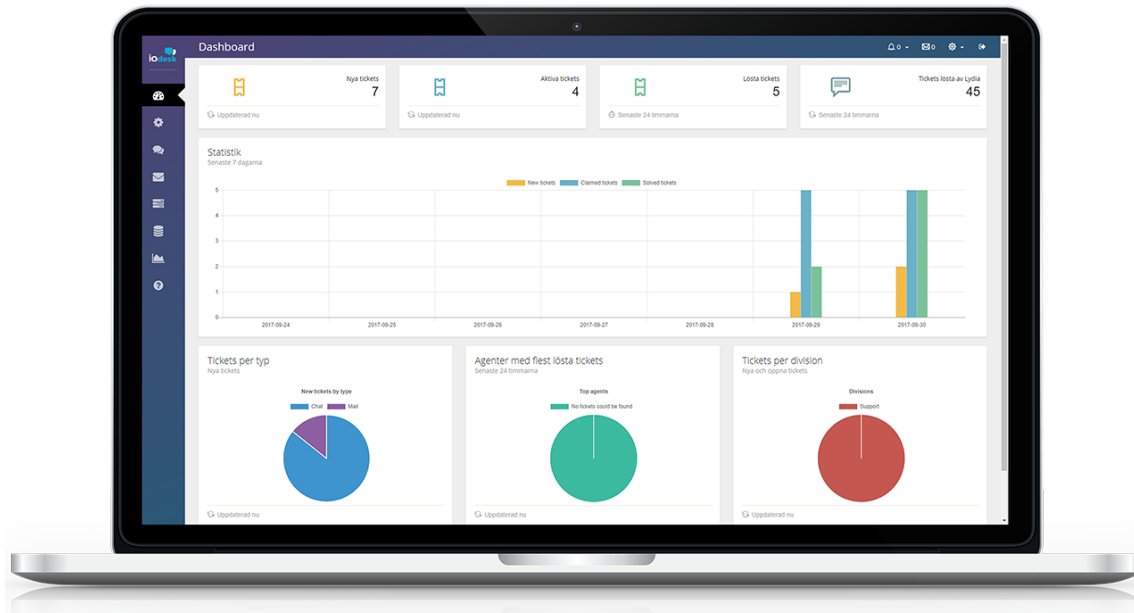 iodesk
Dashboard
0
0
Nya tickets
7
Uppdaterad nu
Aktiva tickets
4
Uppdaterad nu
Lösta tickets
5
Senaste 24 timmarna
Tickets lösta av Lydia
45
Senaste 24 timmarna
Statistik
Senaste 7 dagarna
New tickets Claimed tickets Solved tickets
5
4
3
2
1
0
2017-09-24 2017-09-25 2017-09-26 2017-09-27 2017-09-28 2017-09-29 2017-09-30
Tickets per typ
Nya tickets
New tickets by type
Chat Mail
Uppdaterad nu
Agenter med flest lösta tickets
Senaste 24 timmarna
Top agents
No tickets could be found
Uppdaterad nu
Tickets per division
Nya och öppna tickets
Divisions
Support
Uppdaterad nu